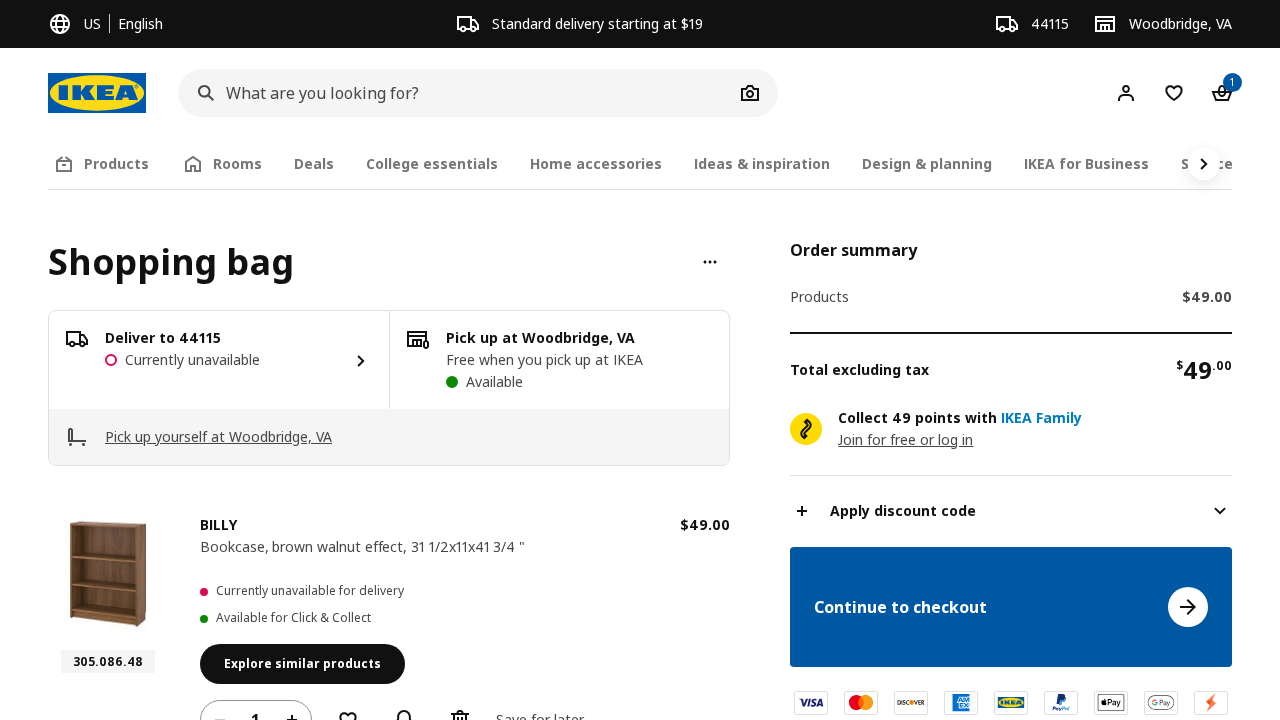 US English
Standard delivery starting at $19
44115
Woodbridge, VA
IKEA
What are you looking for?
1
Products
Rooms
Deals
College essentials
Home accessories
Ideas & inspiration
Design & planning
IKEA for Business
Shopping bag
Deliver to 44115
Currently unavailable
Pick up at Woodbridge, VA
Free when you pick up at IKEA
Available
Pick up yourself at Woodbridge, VA
BILLY
$49.00
Bookcase, brown walnut effect, 31 1/2x11x41 3/4 "
Currently unavailable for delivery
Available for Click & Collect
305.086.48
Explore similar products
1
Save for later
Order summary
Products
$49.00
Total excluding tax
$49.00
Collect 49 points with IKEA Family
Join for free or log in
Apply discount code
Continue to checkout
VISA
DISCOVER
AM EX
IKEA
PayPal
Pay
G Pay